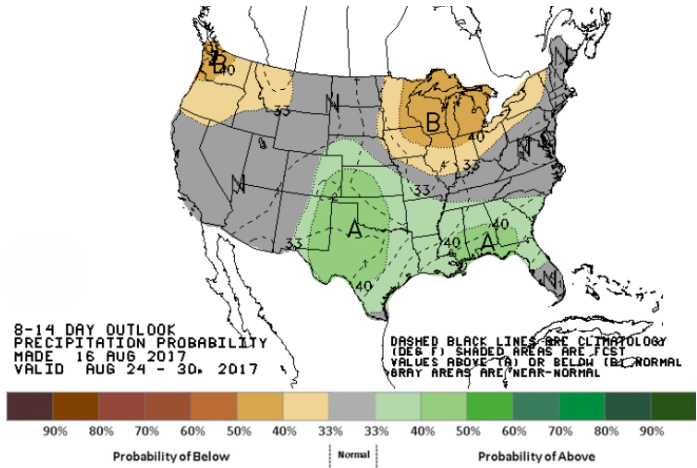 B
40
33
N
B
40
33
N
N
N
33
A
33
40
40
40
A
N
8-14 DAY OUTLOOK
PRECIPITATION PROBABILITY
MADE 16 AUG 2017
VALID AUG 24 - 30, 2017
DASHED BLACK LINES ARE CLIMATOLOGY
(DEG F) SHADED AREAS ARE FCST
VALUES ABOVE (A) OR BELOW (B) NORMAL
GRAY AREAS ARE NEAR-NORMAL
90% 80% 70% 60% 50% 40% 33% 33% 40% 50% 60% 70% 80% 90%
Probability of Below Normal Probability of Above